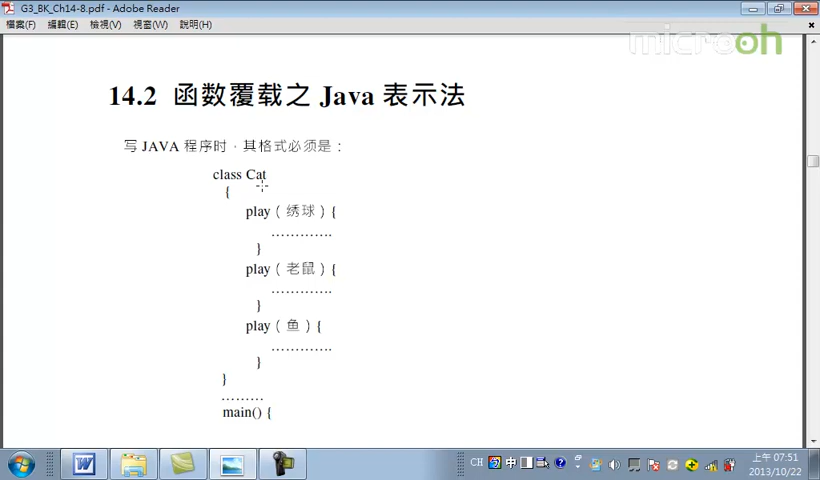 G3_BK_Ch14-8.pdf - Adobe Reader
檔案(F) 編輯(E) 檢視(V) 視窗(W) 說明(H)
microoh
14.2 函数覆载之 Java 表示法
写 JAVA 程序时，其格式必须是：
class Cat
{
play（绣球）{
………….
}
play（老鼠）{
………….
}
play（鱼）{
………….
}
}
………
main() {
CH 中
上午 07:51
2013/10/22